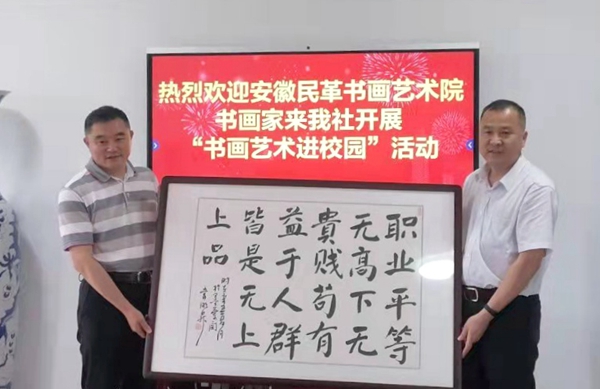 热烈欢迎安徽民革书画艺术院
书画家来我社开展
“书画艺术进校园”活动
职业平等
无高下无
貴贱苟有
益于人群
皆是无上
上品